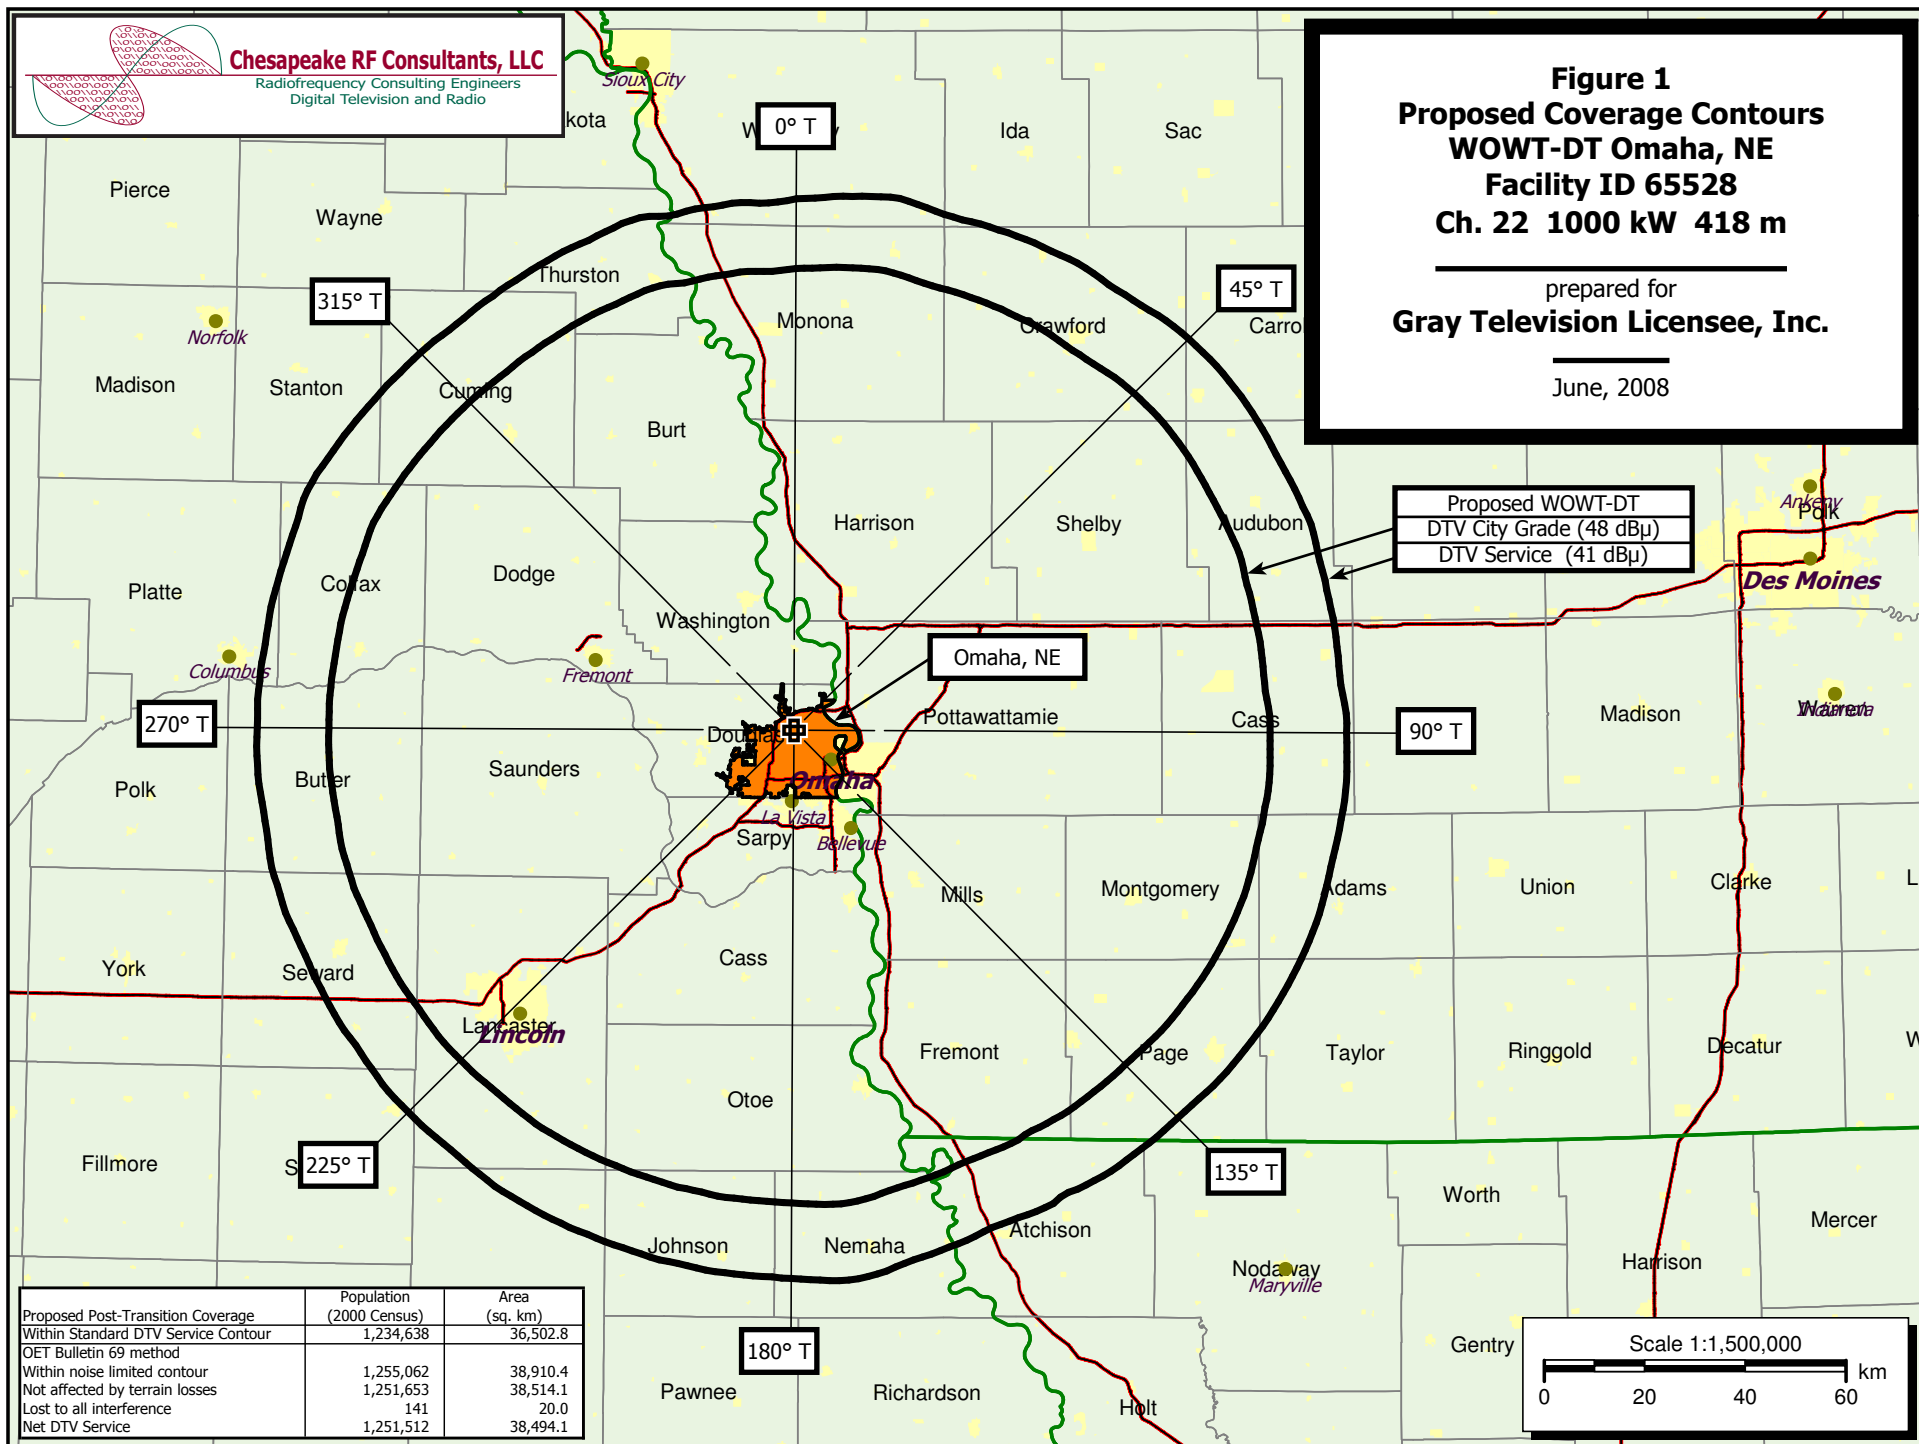 Chesapeake RF Consultants, LLC
Radiofrequency Consulting Engineers
Digital Television and Radio
Figure 1
Proposed Coverage Contours
WOWT-DT Omaha, NE
Facility ID 65528
Ch. 22 1000 kW 418 m
prepared for
Gray Television Licensee, Inc.
June, 2008
Sioux City
kota
0° T
Ida
Sac
Pierce
Wayne
Thurston
315° T
45° T
Norfolk
Monona
Crawford
Carrol
Madison
Stanton
Cuming
Burt
Harrison
Shelby
Audubon
Proposed WOWT-DT
DTV City Grade (48 dBµ)
DTV Service (41 dBµ)
Ankeny
Polk
Des Moines
Platte
Colfax
Dodge
Washington
Omaha, NE
Columbus
Fremont
270° T
Douglas
Pottawattamie
Cass
90° T
Madison
Warren
Indianola
Polk
Butler
Saunders
Omaha
La Vista
Sarpy
Bellevue
Mills
Montgomery
Adams
Union
Clarke
L
York
Seward
Cass
Lancaster
Lincoln
Fremont
Page
Taylor
Ringgold
Decatur
W
Otoe
Fillmore
S
225° T
135° T
Worth
Mercer
Johnson
Nemaha
Atchison
Nodaway
Maryville
Harrison
180° T
Gentry
Pawnee
Richardson
Holt
Proposed Post-Transition Coverage Population (2000 Census) Area (sq. km)
Within Standard DTV Service Contour 1,234,638 36,502.8
OET Bulletin 69 method
Within noise limited contour 1,255,062 38,910.4
Not affected by terrain losses 1,251,653 38,514.1
Lost to all interference 141 20.0
Net DTV Service 1,251,512 38,494.1
Scale 1:1,500,000
km
0 20 40 60